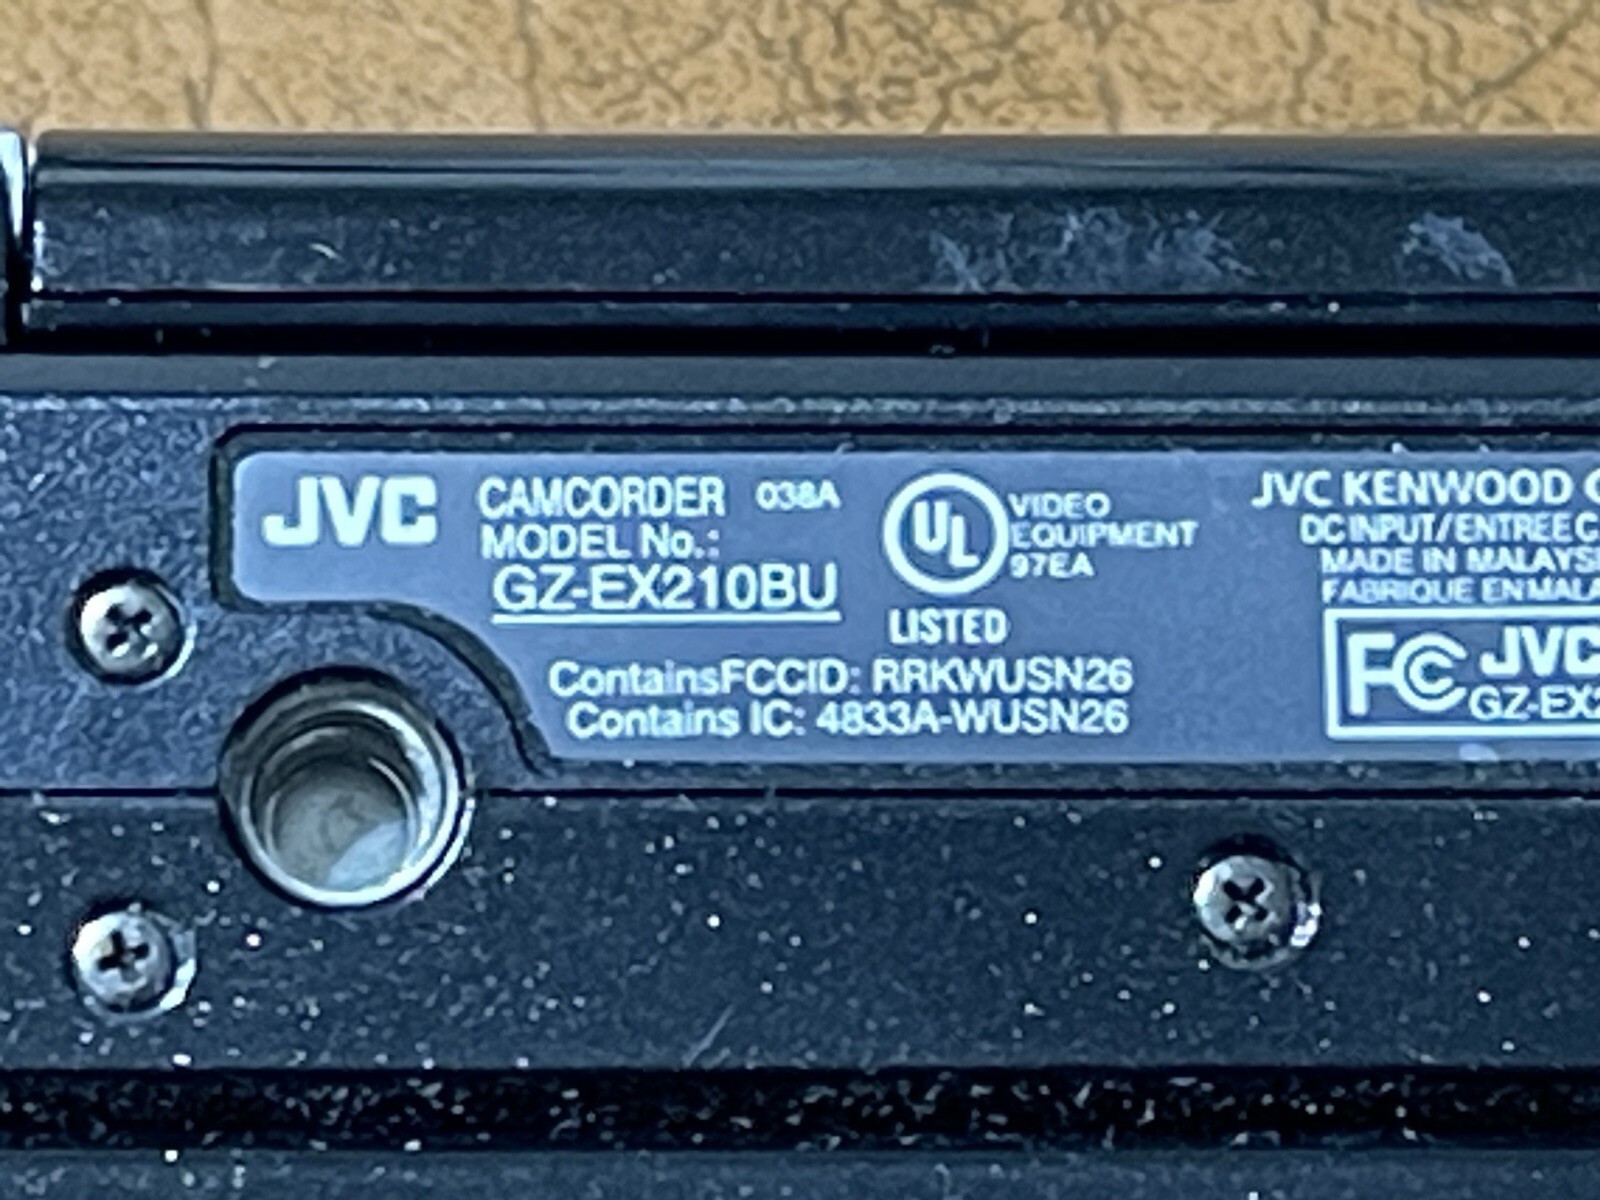 JVC
CAMCORDER 038A
MODEL No.:
GZ-EX210BU
UL
VIDEO
EQUIPMENT
97EA
LISTED
ContainsFCCID: RRKWUSN26
Contains IC: 4833A-WUSN26
JVC KENWOOD
DC INPUT/ENTREE
MADE IN
FABRIQUE EN
FC JVC